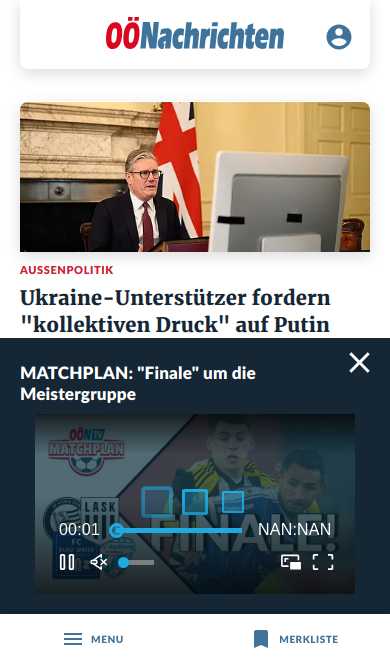 OÖNachrichten
AUSSENPOLITIK
Ukraine-Unterstützer fordern
"kollektiven Druck" auf Putin
MATCHPLAN: "Finale" um die
Meistergruppe
OÖN TV
MATCHPLAN
LASK
FINALE!
00:01
NAN:NAN
MENU
MERKLISTE